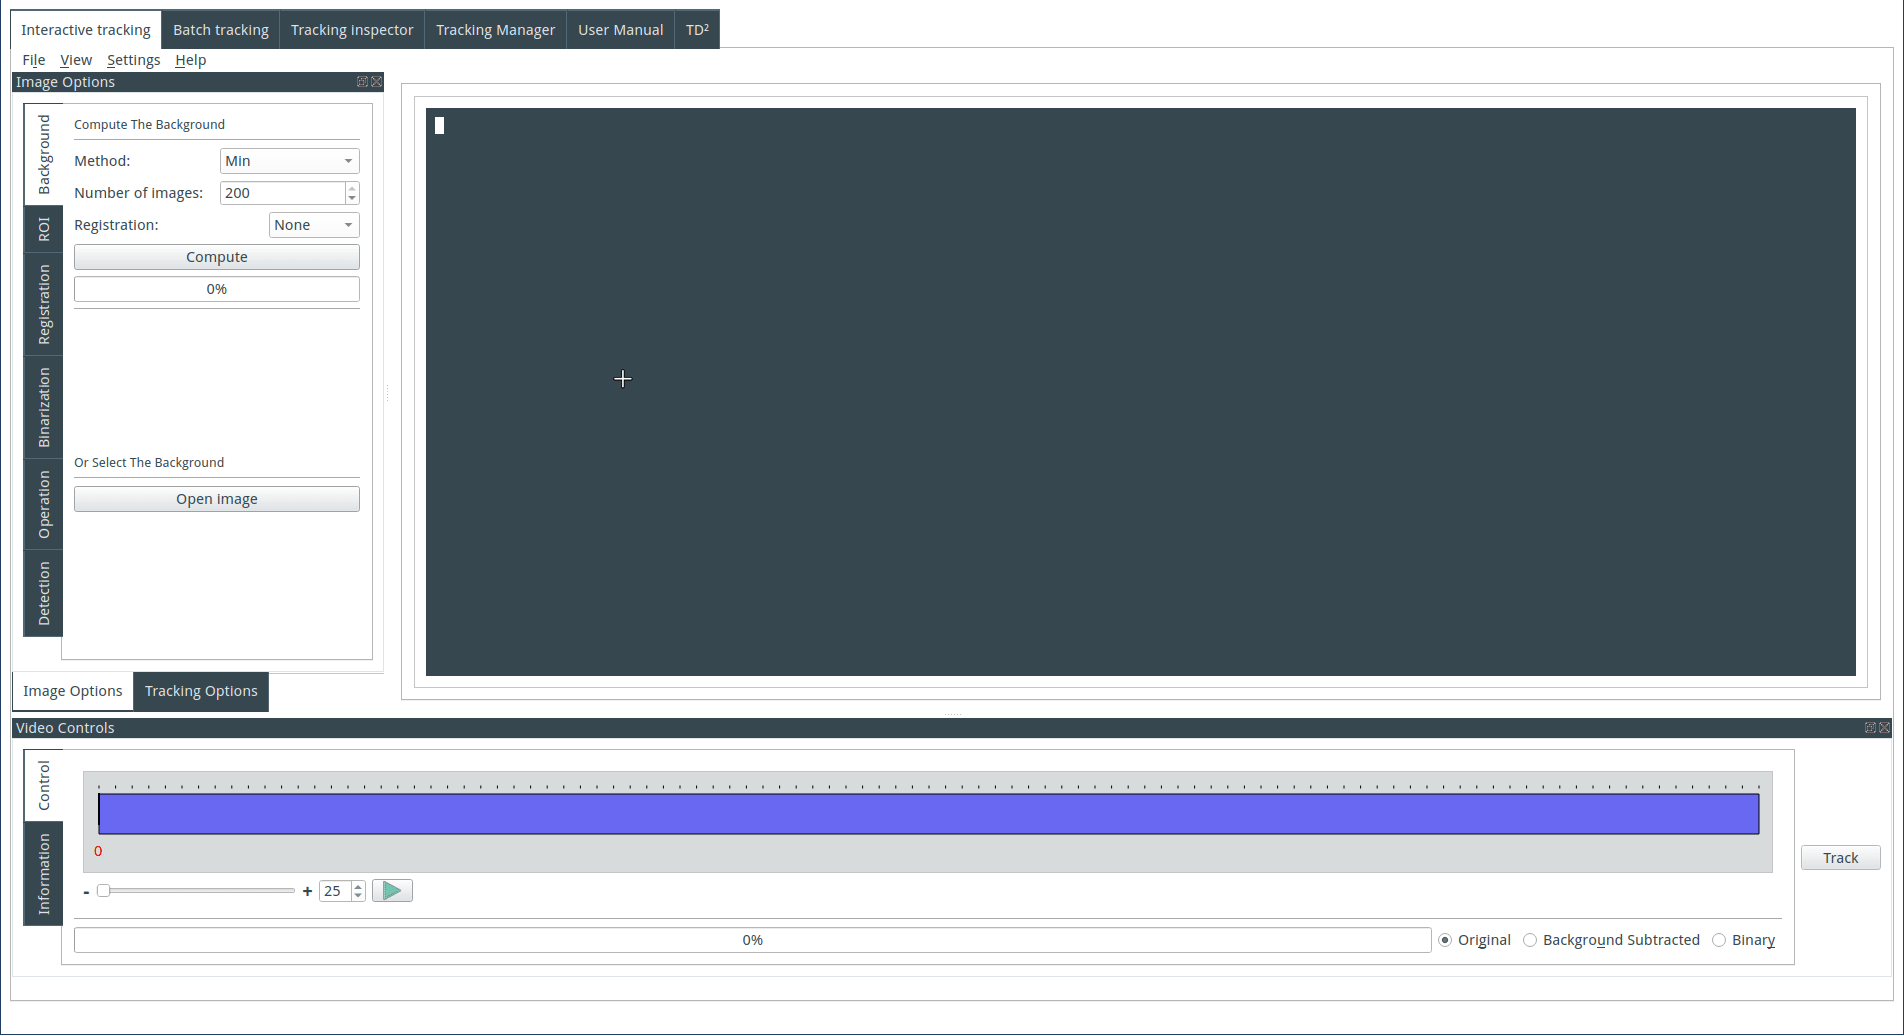 Interactive tracking Batch tracking Tracking inspector Tracking Manager User Manual TD²
File View Settings Help
Image Options
Background
ROI
Registration
Binarization
Operation
Detection
Compute The Background
Method: Min
Number of images: 200
Registration: None
Compute
0%
Or Select The Background
Open image
Image Options Tracking Options
Video Controls
Control
Information
0
- + 25
Track
0% Original Background Subtracted Binary